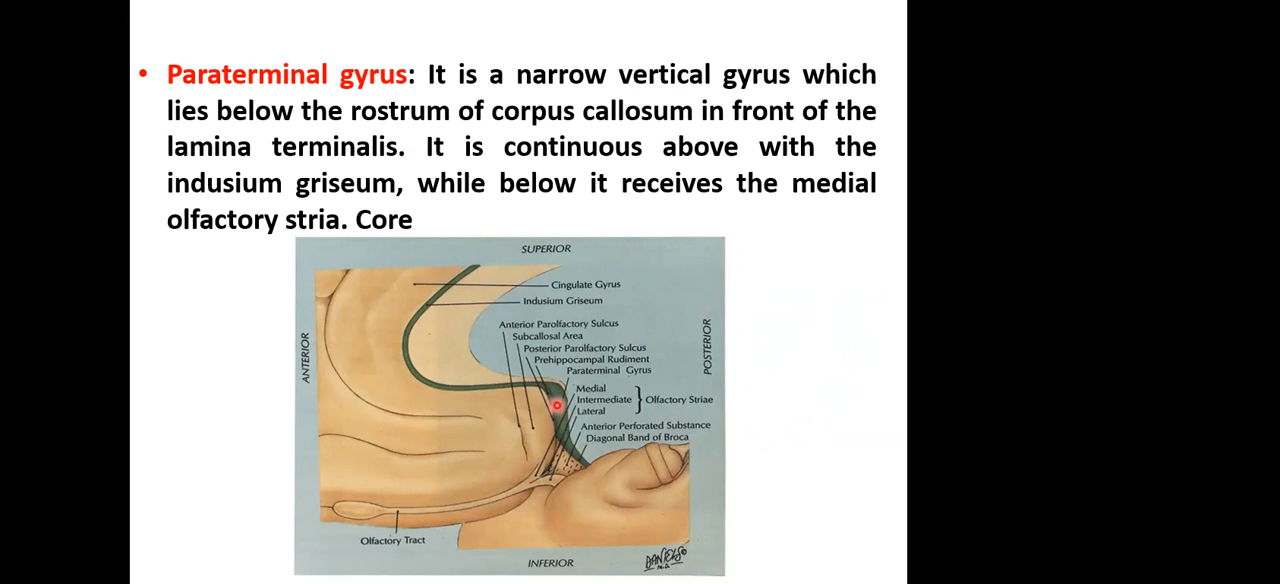 • Paraterminal gyrus: It is a narrow vertical gyrus which
lies below the rostrum of corpus callosum in front of the
lamina terminalis. It is continuous above with the
indusium griseum, while below it receives the medial
olfactory stria. Core
SUPERIOR
Cingulate Gyrus
Indusium Griseum
Anterior Parolfactory Sulcus
Subcallosal Area
Posterior Parolfactory Sulcus
Prehippocampal Rudiment
Paraterminal Gyrus
Medial
Intermediate
Lateral
Olfactory Striae
Anterior Perforated Substance
Diagonal Band of Broca
ANTERIOR
POSTERIOR
Olfactory Tract
INFERIOR